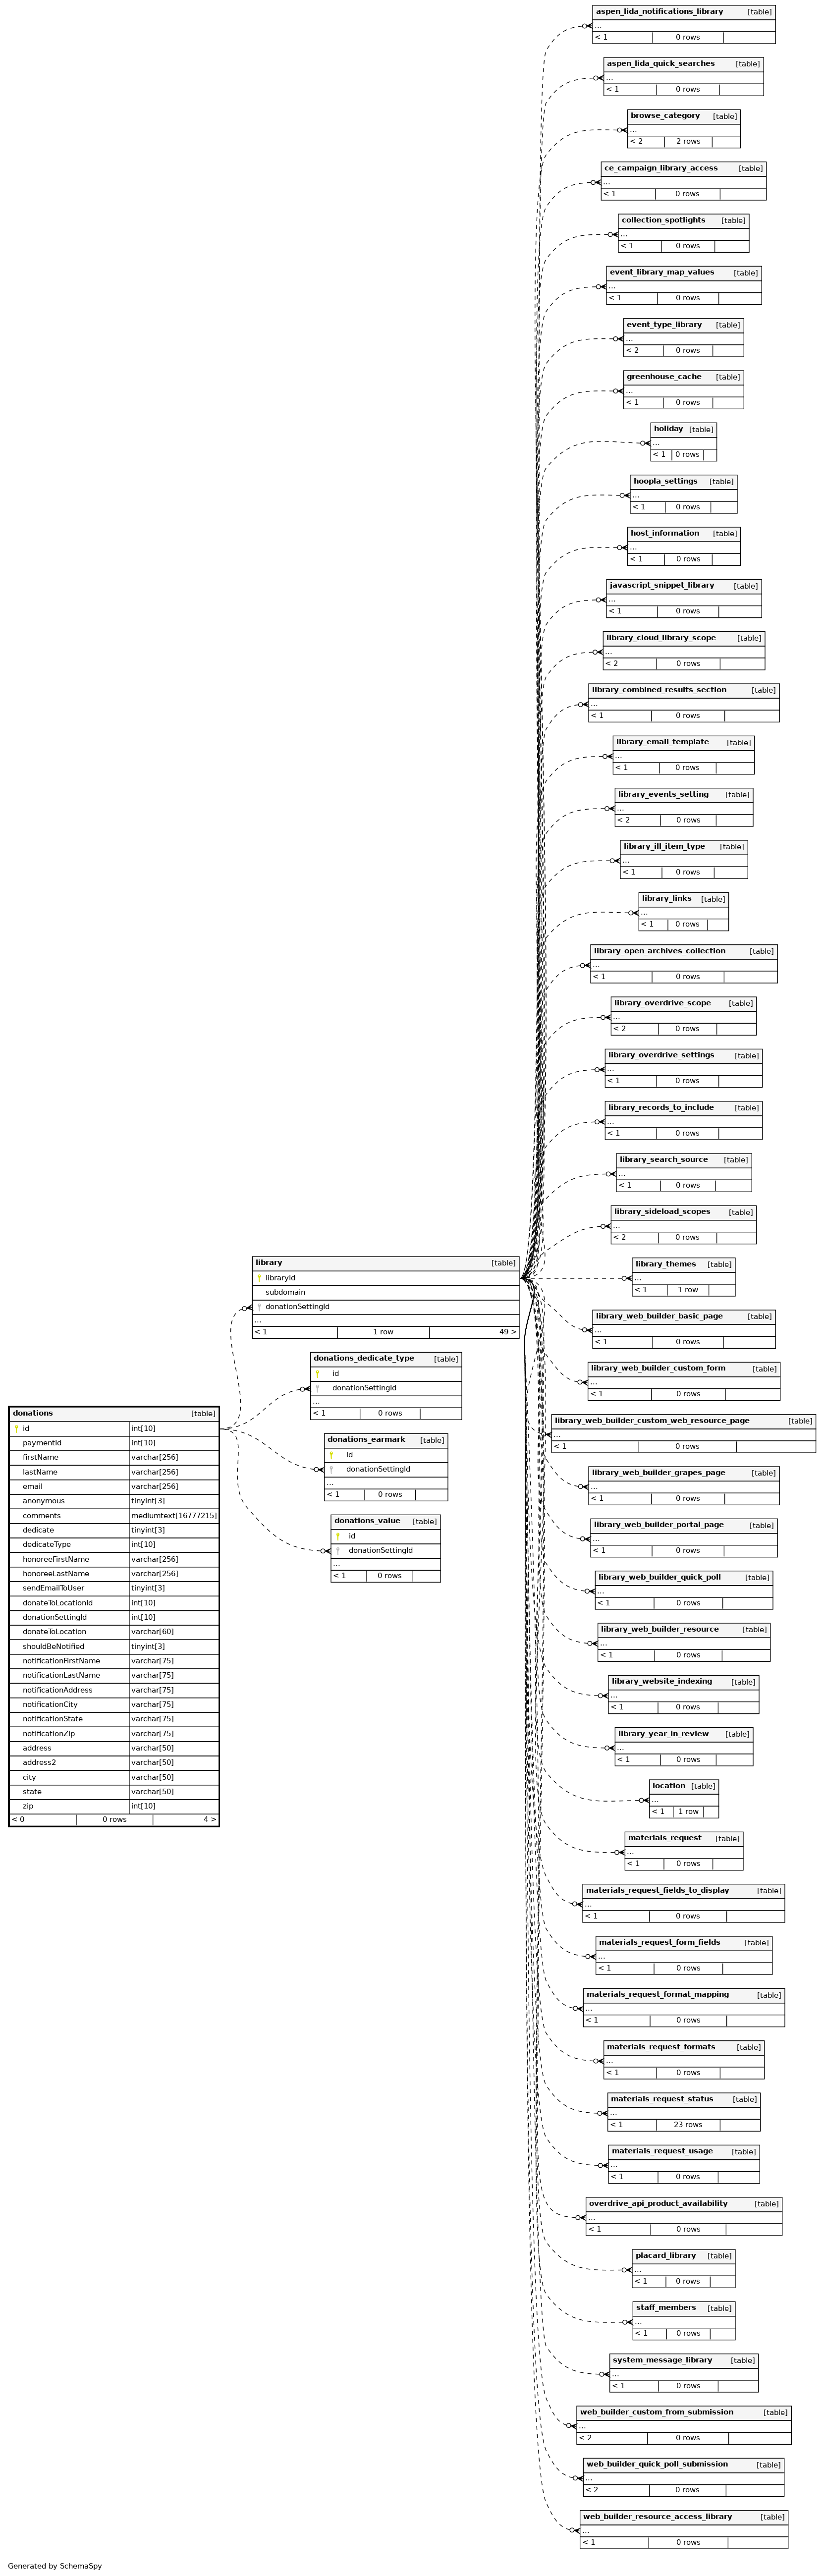 aspen_lida_notifications_library [table]
...
< 1 0 rows
aspen_lida_quick_searches [table]
...
< 1 0 rows
browse_category [table]
...
< 2 2 rows
ce_campaign_library_access [table]
...
< 1 0 rows
collection_spotlights [table]
...
< 1 0 rows
event_library_map_values [table]
...
< 1 0 rows
event_type_library [table]
...
< 2 0 rows
greenhouse_cache [table]
...
< 1 0 rows
holiday [table]
...
< 1 0 rows
hoopla_settings [table]
...
< 1 0 rows
host_information [table]
...
< 1 0 rows
javascript_snippet_library [table]
...
< 1 0 rows
library_cloud_library_scope [table]
...
< 2 0 rows
library_combined_results_section [table]
...
< 1 0 rows
library_email_template [table]
...
< 1 0 rows
library_events_setting [table]
...
< 2 0 rows
library_ill_item_type [table]
...
< 1 0 rows
library_links [table]
...
< 1 0 rows
library_open_archives_collection [table]
...
< 1 0 rows
library_overdrive_scope [table]
...
< 2 0 rows
library_overdrive_settings [table]
...
< 1 0 rows
library_records_to_include [table]
...
< 1 0 rows
library_search_source [table]
...
< 1 0 rows
library_sideload_scopes [table]
...
< 2 0 rows
library_themes [table]
...
< 1 1 row
library_web_builder_basic_page [table]
...
< 1 0 rows
library_web_builder_custom_form [table]
...
< 1 0 rows
library_web_builder_custom_web_resource_page [table]
...
< 1 0 rows
library_web_builder_grapes_page [table]
...
< 1 0 rows
library_web_builder_portal_page [table]
...
< 1 0 rows
library_web_builder_quick_poll [table]
...
< 1 0 rows
library_web_builder_resource [table]
...
< 1 0 rows
library_website_indexing [table]
...
< 1 0 rows
library_year_in_review [table]
...
< 1 0 rows
location [table]
...
< 1 1 row
materials_request [table]
...
< 1 0 rows
materials_request_fields_to_display [table]
...
< 1 0 rows
materials_request_form_fields [table]
...
< 1 0 rows
materials_request_format_mapping [table]
...
< 1 0 rows
materials_request_formats [table]
...
< 1 0 rows
materials_request_status [table]
...
< 1 23 rows
materials_request_usage [table]
...
< 1 0 rows
overdrive_api_product_availability [table]
...
< 1 0 rows
placard_library [table]
...
< 1 0 rows
staff_members [table]
...
< 1 0 rows
system_message_library [table]
...
< 1 0 rows
web_builder_custom_from_submission [table]
...
< 2 0 rows
web_builder_quick_poll_submission [table]
...
< 2 0 rows
web_builder_resource_access_library [table]
...
< 1 0 rows
library [table]
libraryId
subdomain
donationSettingId
...
< 1 1 row 49 >
donations_dedicate_type [table]
id
donationSettingId
...
< 1 0 rows
donations_earmark [table]
id
donationSettingId
...
< 1 0 rows
donations_value [table]
id
donationSettingId
...
< 1 0 rows
donations [table]
id int[10]
paymentId int[10]
firstName varchar[256]
lastName varchar[256]
email varchar[256]
anonymous tinyint[3]
comments mediumtext[16777215]
dedicate tinyint[3]
dedicateType int[10]
honoreeFirstName varchar[256]
honoreeLastName varchar[256]
sendEmailToUser tinyint[3]
donateToLocationId int[10]
donationSettingId int[10]
donateToLocation varchar[60]
shouldBeNotified tinyint[3]
notificationFirstName varchar[75]
notificationLastName varchar[75]
notificationAddress varchar[75]
notificationCity varchar[75]
notificationState varchar[75]
notificationZip varchar[75]
address varchar[50]
address2 varchar[50]
city varchar[50]
state varchar[50]
zip int[10]
< 0 0 rows 4 >
Generated by SchemaSpy